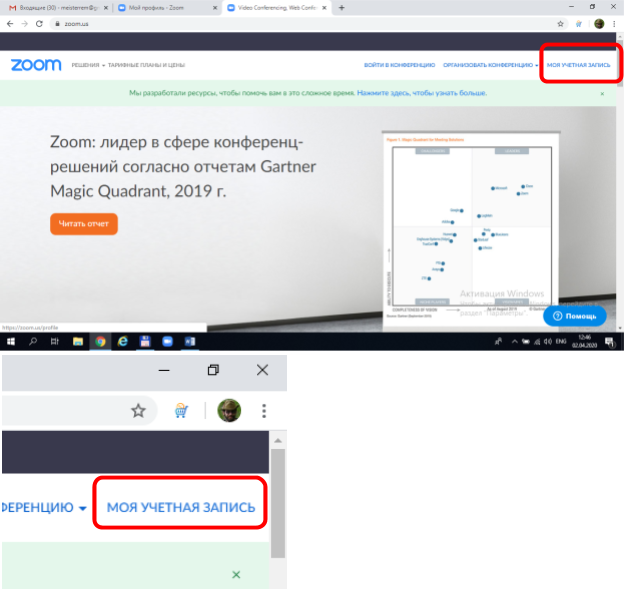 Входящие (30) - meisterrem@g
Мой профиль - Zoom
Video Conferencing, Web Confe
zoom.us
zoom
РЕШЕНИЯ
ТАРИФНЫЕ ПЛАНЫ И ЦЕНЫ
ВОЙТИ В КОНФЕРЕНЦИЮ
ОРГАНИЗОВАТЬ КОНФЕРЕНЦИЮ
МОЯ УЧЕТНАЯ ЗАПИСЬ
Мы разработали ресурсы, чтобы помочь вам в это сложное время. Нажмите здесь, чтобы узнать больше.
Zoom: лидер в сфере конференц-
решений согласно отчетам Gartner
Magic Quadrant, 2019 г.
Читать отчет
Активация Windows
раздел "Параметры".
Помощь
https://zoom.us/profile
ENG
12:46
02.04.2020
ФЕРЕНЦИЮ
МОЯ УЧЕТНАЯ ЗАПИСЬ